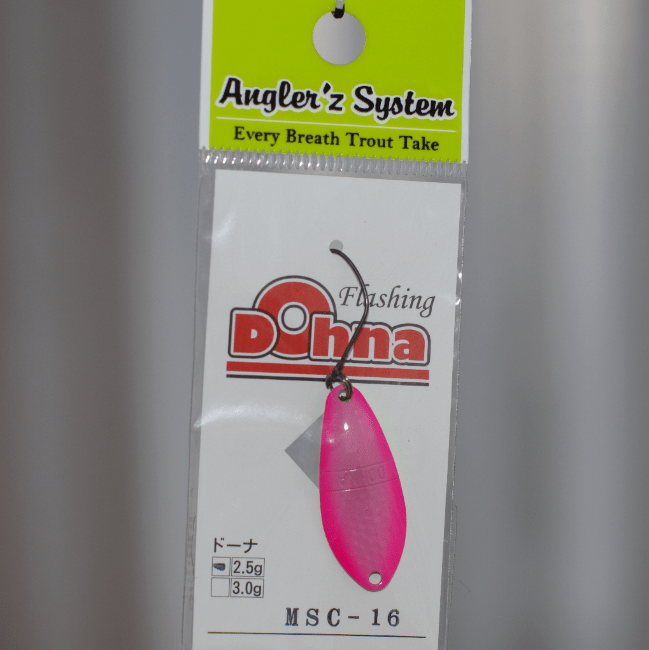 Angler'z System
Every Breath Trout Take
Flashing
Dohna
ドーナ
2.5g
3.0g
MSC-16